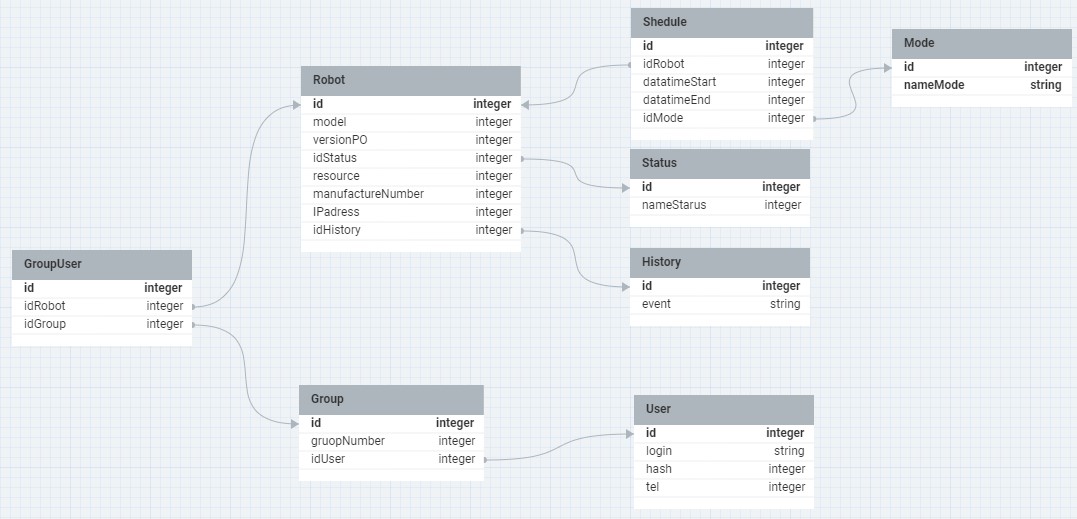 Shedule
id integer
idRobot integer
datatimeStart integer
datatimeEnd integer
idMode integer
Mode
id integer
nameMode string
Robot
id integer
model integer
versionPO integer
idStatus integer
resource integer
manufactureNumber integer
IPadress integer
idHistory integer
Status
id integer
nameStarus integer
History
id integer
event string
GroupUser
id integer
idRobot integer
idGroup integer
Group
id integer
gruopNumber integer
idUser integer
User
id integer
login string
hash integer
tel integer